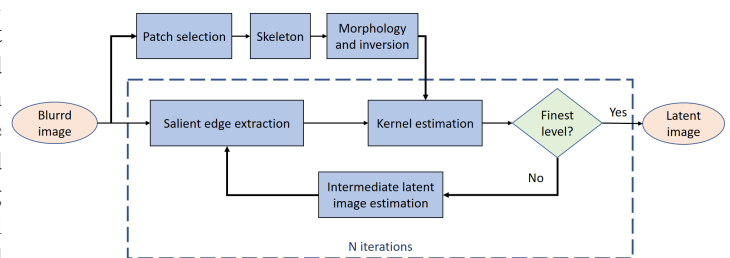 Patch selection
Skeleton
Morphology
and inversion
Blurrd
image
Salient edge extraction
Kernel estimation
Finest
level?
Yes
Latent
image
No
Intermediate latent
image estimation
N iterations